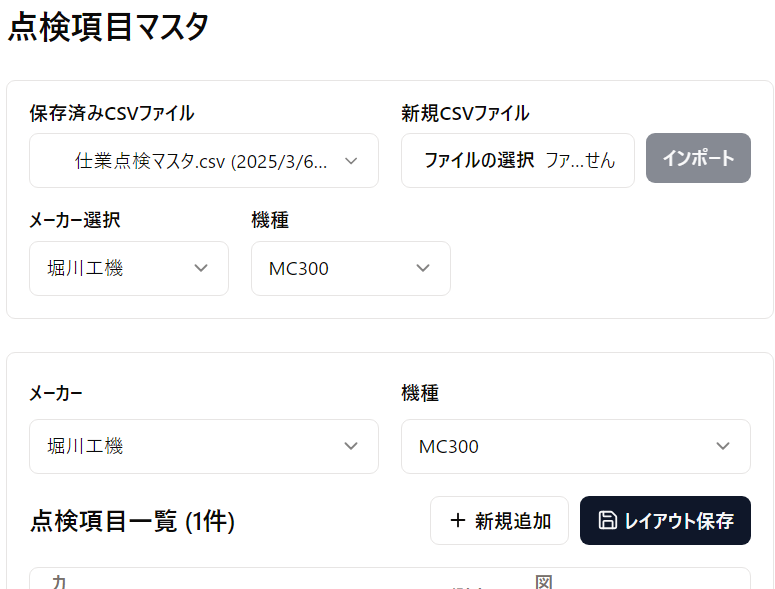 点検項目マスタ
保存済みCSVファイル
新規CSVファイル
仕業点検マスタ.csv (2025/3/6...
ファイルの選択 ファ...せん
インポート
メーカー選択
機種
堀川工機
MC300
メーカー
機種
堀川工機
MC300
点検項目一覧 (1件)
+ 新規追加
レイアウト保存
カ
図